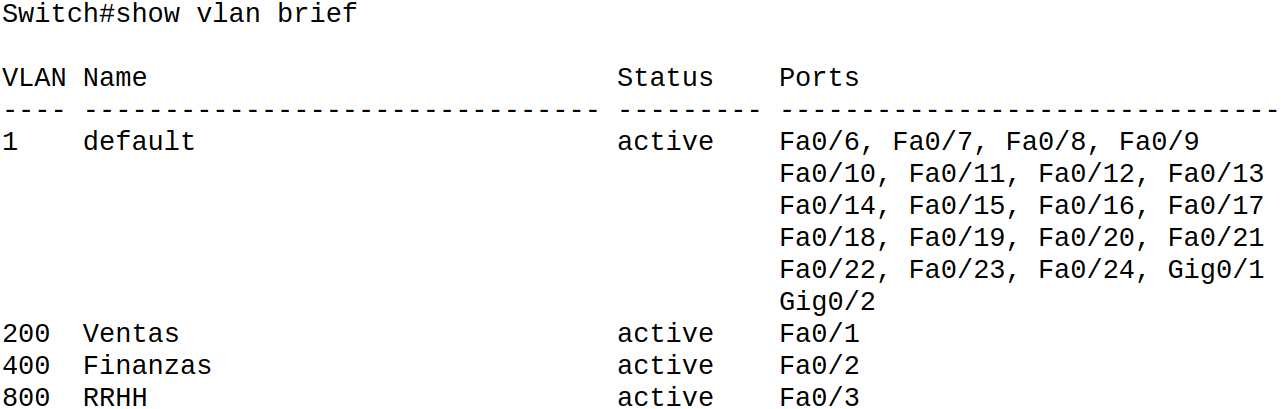 Switch#show vlan brief

VLAN Name                             Status    Ports
---- -------------------------------- --------- -------------------------------
1    default                          active    Fa0/6, Fa0/7, Fa0/8, Fa0/9
                                                Fa0/10, Fa0/11, Fa0/12, Fa0/13
                                                Fa0/14, Fa0/15, Fa0/16, Fa0/17
                                                Fa0/18, Fa0/19, Fa0/20, Fa0/21
                                                Fa0/22, Fa0/23, Fa0/24, Gig0/1
                                                Gig0/2
200  Ventas                           active    Fa0/1
400  Finanzas                         active    Fa0/2
800  RRHH                             active    Fa0/3